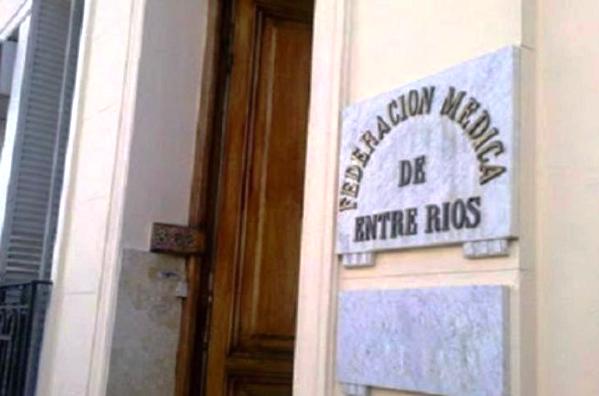 FEDERACION MEDICA
DE
ENTRE RIOS